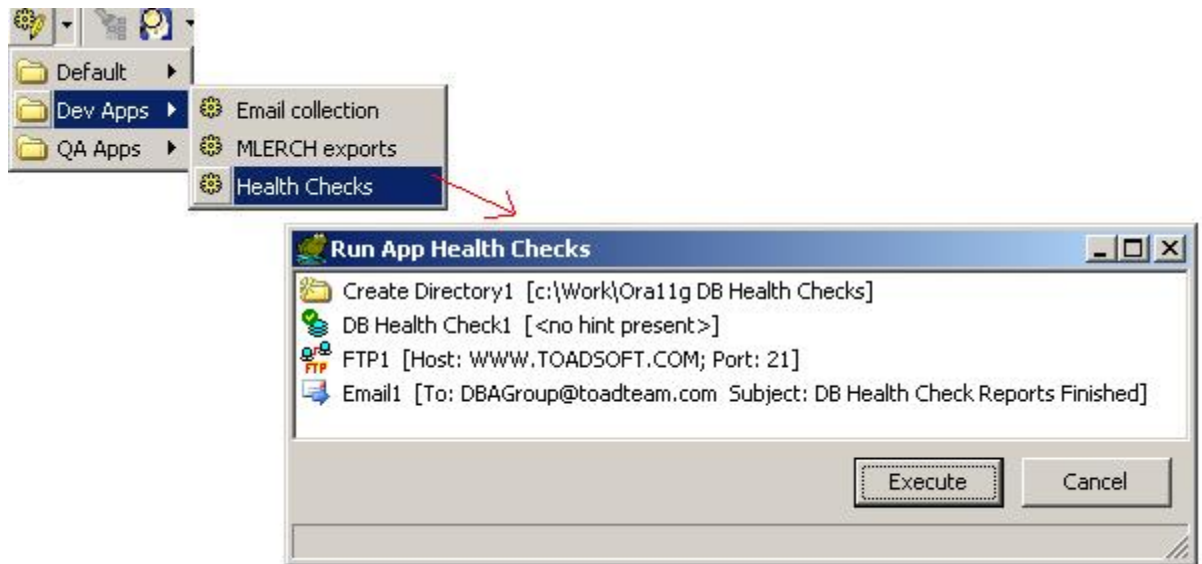 Default
Dev Apps
QA Apps
Email collection
MLERCH exports
Health Checks
Run App Health Checks
Create Directory1 [c:\Work\Ora11g DB Health Checks]
DB Health Check1 [<no hint present>]
FTP
FTP1 [Host: WWW.TOADSOFT.COM; Port: 21]
Email1 [To: DBAGroup@toadteam.com Subject: DB Health Check Reports Finished]
Execute
Cancel